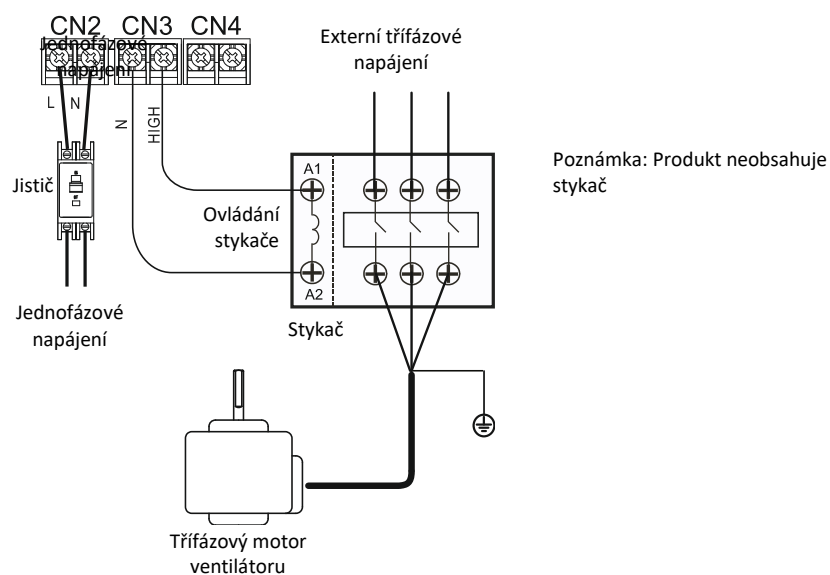 CN2 CN3 CN4
Jednofázové
napájení
L N
N
HIGH
Externí třífázové
napájení
Jistič
A1
Ovládání
stykače
A2
Poznámka: Produkt neobsahuje
stykač
Jednofázové
napájení
Stykač
Třífázový motor
ventilátoru